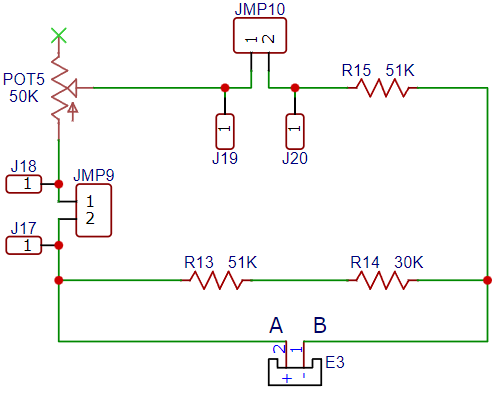 JMP10
1 2
R15 51K
POT5
50K
1
J19
1
J20
J18
1
JMP9
1
2
J17
1
R13 51K
R14 30K
A B
2 1
+ -
E3